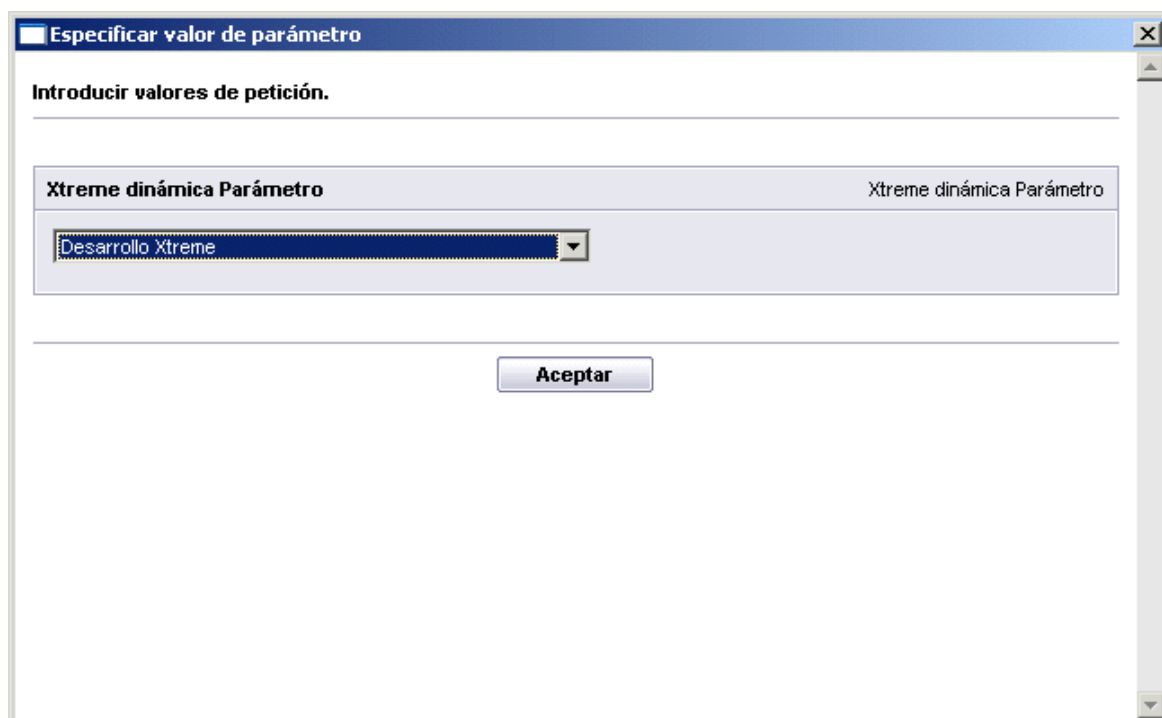 Especificar valor de parámetro
Introducir valores de petición.
Xtreme dinámica Parámetro Xtreme dinámica Parámetro
Desarrollo Xtreme
Aceptar